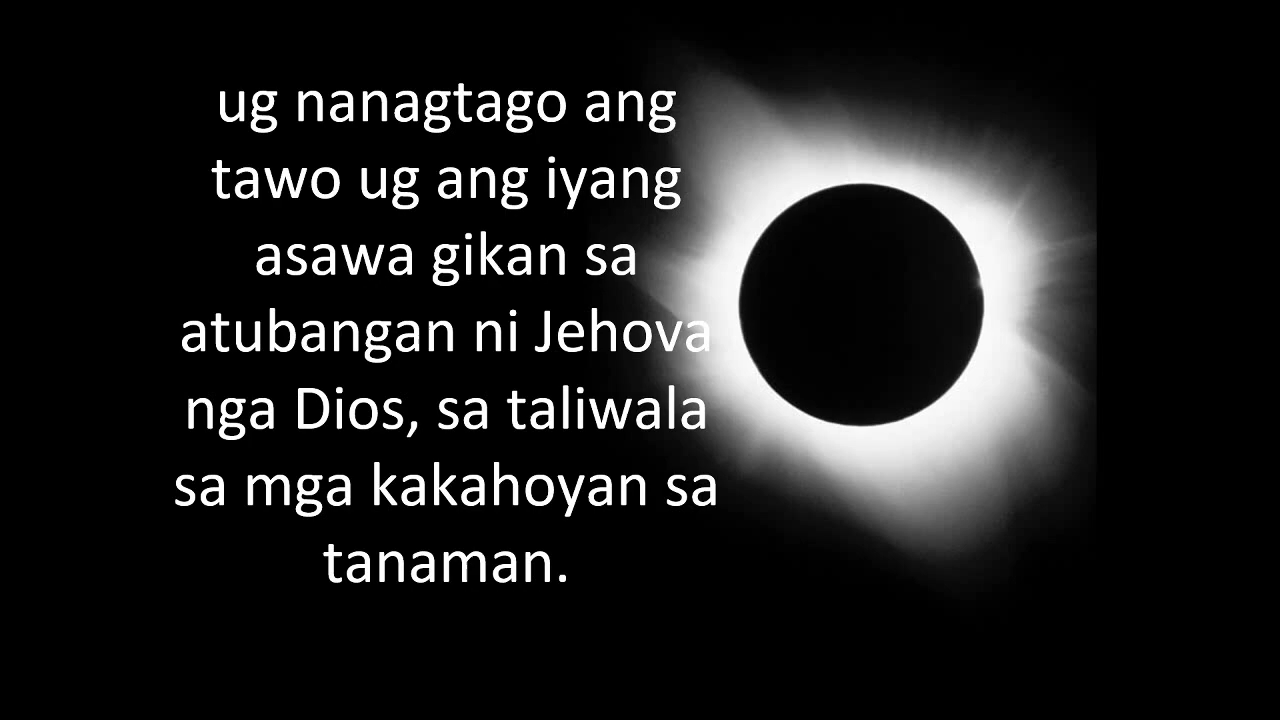 ug nanagtago ang
tawo ug ang iyang
asawa gikan sa
atubangan ni Jehova
nga Dios, sa taliwala
sa mga kakahoyan sa
tanaman.